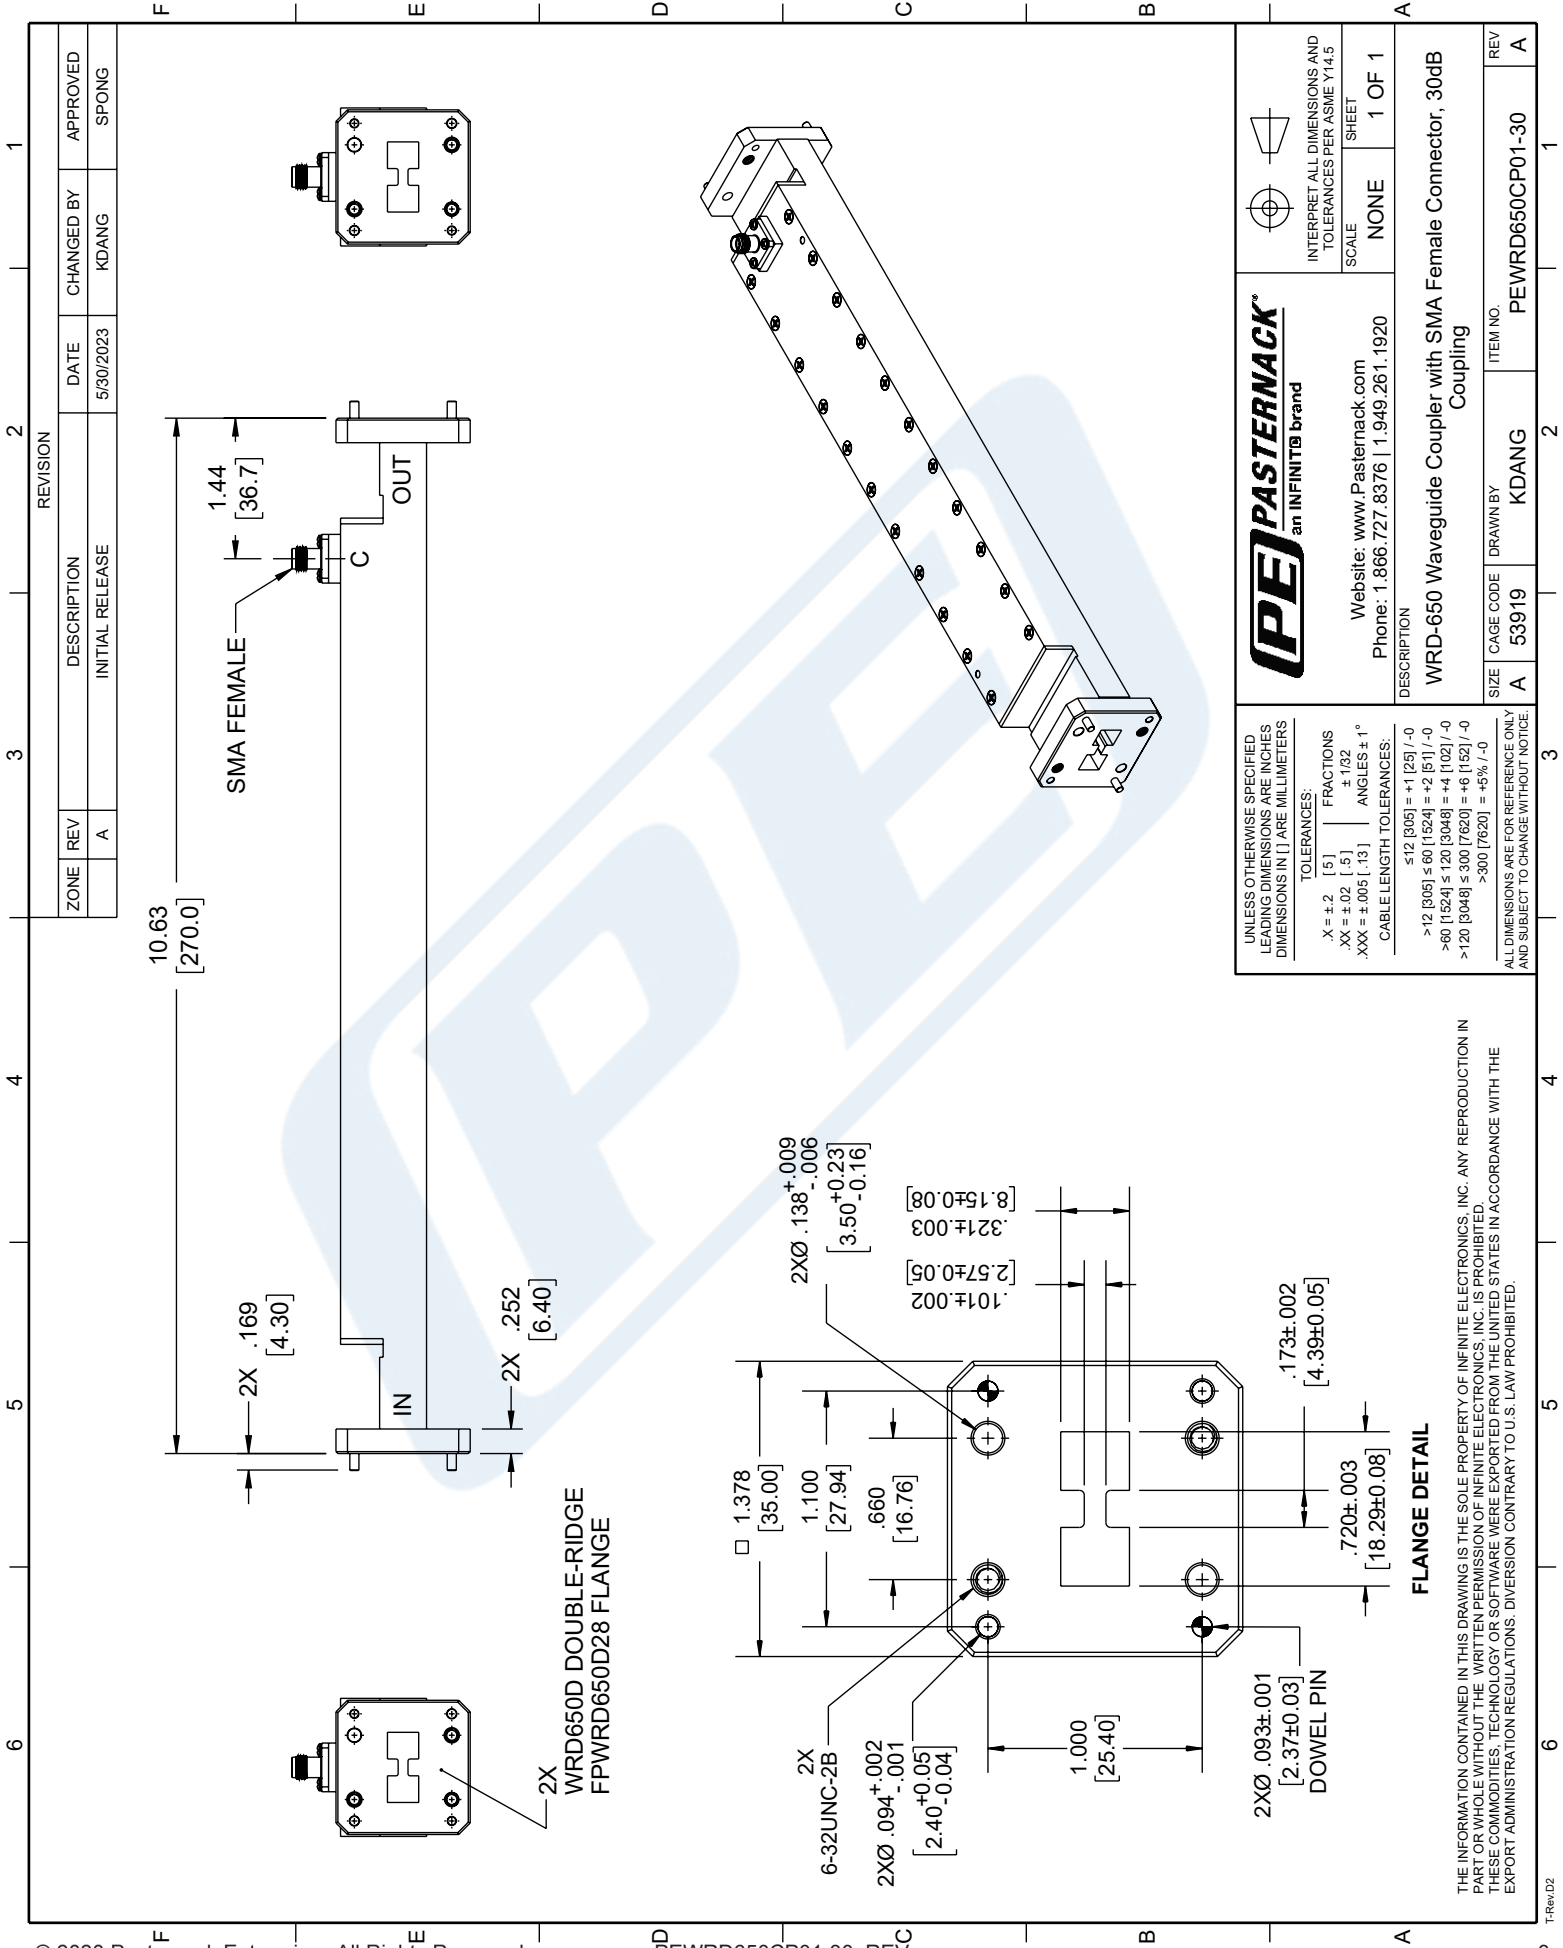 REVISION
ZONE REV DESCRIPTION DATE CHANGED BY APPROVED
A INITIAL RELEASE 5/30/2023 KDANG SPONG
6 5 4 3 2 1
F E D C B A
10.63
[270.0]
1.44
[36.7]
2X .169
[4.30]
SMA FEMALE
C
IN
OUT
2X .252
[6.40]
2X
WRD650D DOUBLE-RIDGE
FPWRD650D28 FLANGE
□ 1.378
[35.00]
1.100
[27.94]
.660
[16.76]
2XØ .138 +.009 -.006
[3.50 +0.23 -0.16]
2X
6-32UNC-2B
2XØ .094 +.002 -.001
[2.40 +0.05 -0.04]
.101±.002
[2.57±0.05]
.321±.003
[8.15±0.08]
1.000
[25.40]
2XØ .093±.001
[2.37±0.03]
DOWEL PIN
.173±.002
[4.39±0.05]
.720±.003
[18.29±0.08]
FLANGE DETAIL
PE
THE INFORMATION CONTAINED IN THIS DRAWING IS THE SOLE PROPERTY OF INFINITE ELECTRONICS, INC. ANY REPRODUCTION IN
PART OR WHOLE WITHOUT THE WRITTEN PERMISSION OF INFINITE ELECTRONICS, INC. IS PROHIBITED.
THESE COMMODITIES, TECHNOLOGY OR SOFTWARE WERE EXPORTED FROM THE UNITED STATES IN ACCORDANCE WITH THE
EXPORT ADMINISTRATION REGULATIONS. DIVERSION CONTRARY TO U.S. LAW PROHIBITED.
UNLESS OTHERWISE SPECIFIED
LEADING DIMENSIONS ARE INCHES
DIMENSIONS IN [ ] ARE MILLIMETERS
TOLERANCES:
.X = ±.2 [5] FRACTIONS
.XX = ±.02 [.5] ± 1/32
.XXX = ±.005 [.13] ANGLES ± 1°
CABLE LENGTH TOLERANCES:
≤12 [305] = +1 [25] / -0
>12 [305] ≤ 60 [1524] = +2 [51] / -0
>60 [1524] ≤ 120 [3048] = +4 [102] / -0
>120 [3048] ≤ 300 [7620] = +6 [152] / -0
>300 [7620] = +5% / -0
ALL DIMENSIONS ARE FOR REFERENCE ONLY
AND SUBJECT TO CHANGE WITHOUT NOTICE.
PE PASTERNACK®
an INFINITE brand
Website: www.Pasternack.com
Phone: 1.866.727.8376 | 1.949.261.1920
INTERPRET ALL DIMENSIONS AND
TOLERANCES PER ASME Y14.5
SCALE NONE
SHEET 1 OF 1
DESCRIPTION
WRD-650 Waveguide Coupler with SMA Female Connector, 30dB
Coupling
SIZE A
CAGE CODE 53919
DRAWN BY KDANG
ITEM NO. PEWRD650CP01-30
REV A
6 5 4 3 2 1
F E D C B A
T-Rev.D2